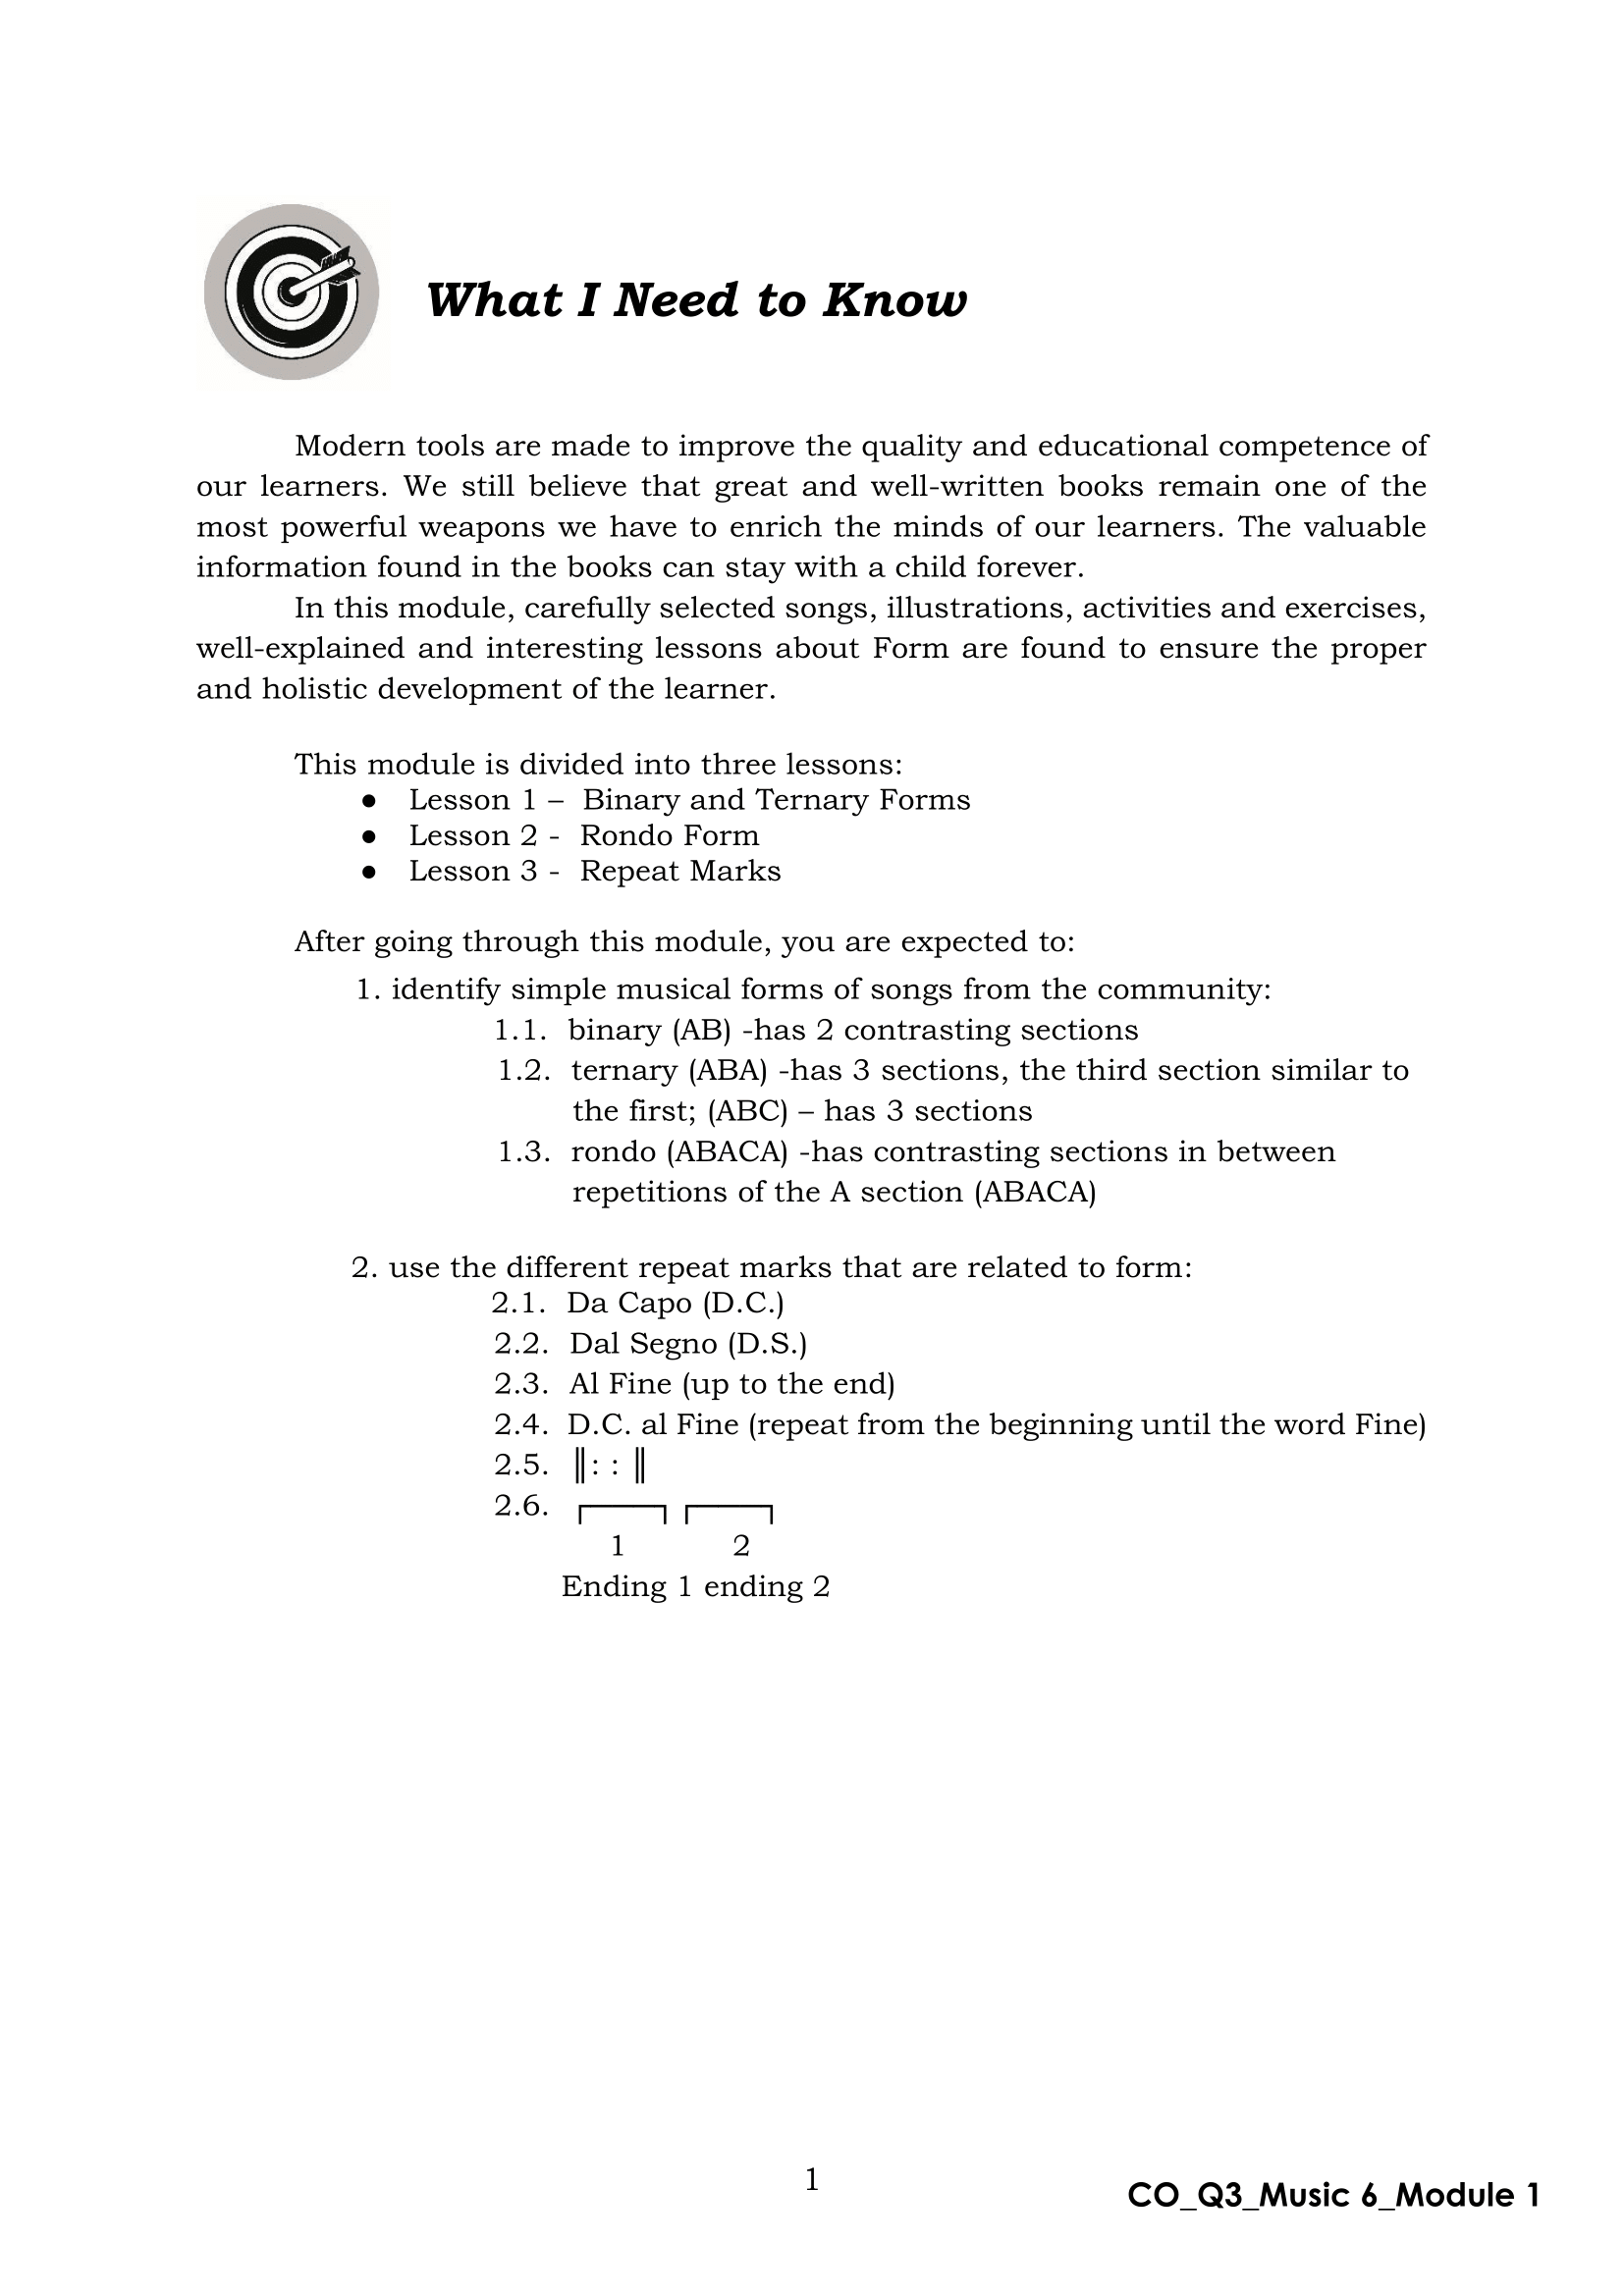 What I Need to Know
Modern tools are made to improve the quality and educational competence of
our learners. We still believe that great and well-written books remain one of the
most powerful weapons we have to enrich the minds of our learners. The valuable
information found in the books can stay with a child forever.
In this module, carefully selected songs, illustrations, activities and exercises,
well-explained and interesting lessons about Form are found to ensure the proper
and holistic development of the learner.
This module is divided into three lessons:
● Lesson 1 – Binary and Ternary Forms
● Lesson 2 - Rondo Form
● Lesson 3 - Repeat Marks
After going through this module, you are expected to:
1. identify simple musical forms of songs from the community:
1.1. binary (AB) -has 2 contrasting sections
1.2. ternary (ABA) -has 3 sections, the third section similar to
the first; (ABC) – has 3 sections
1.3. rondo (ABACA) -has contrasting sections in between
repetitions of the A section (ABACA)
2. use the different repeat marks that are related to form:
2.1. Da Capo (D.C.)
2.2. Dal Segno (D.S.)
2.3. Al Fine (up to the end)
2.4. D.C. al Fine (repeat from the beginning until the word Fine)
2.5. ‖: : ‖
2.6. ┌───┐ ┌───┐
1 2
Ending 1 ending 2
1
CO_Q3_Music 6_Module 1